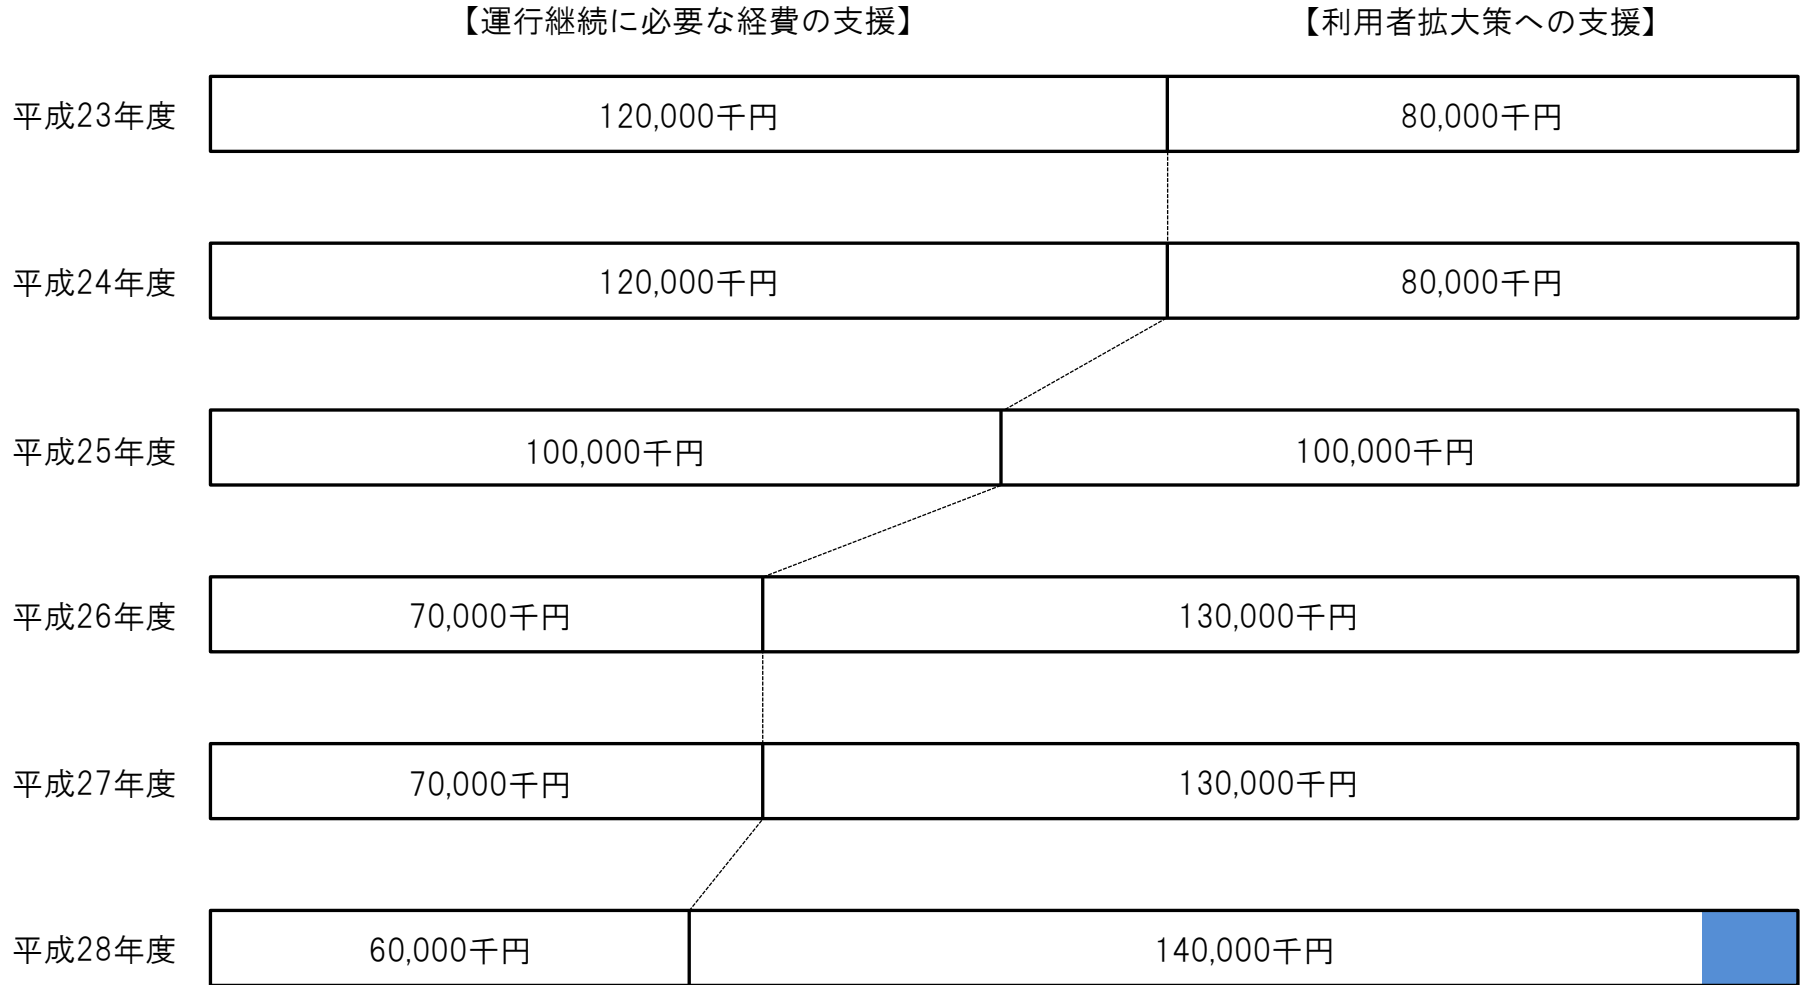 【運行継続に必要な経費の支援】 【利用者拡大策への支援】
平成23年度 120,000千円 80,000千円
平成24年度 120,000千円 80,000千円
平成25年度 100,000千円 100,000千円
平成26年度 70,000千円 130,000千円
平成27年度 70,000千円 130,000千円
平成28年度 60,000千円 140,000千円